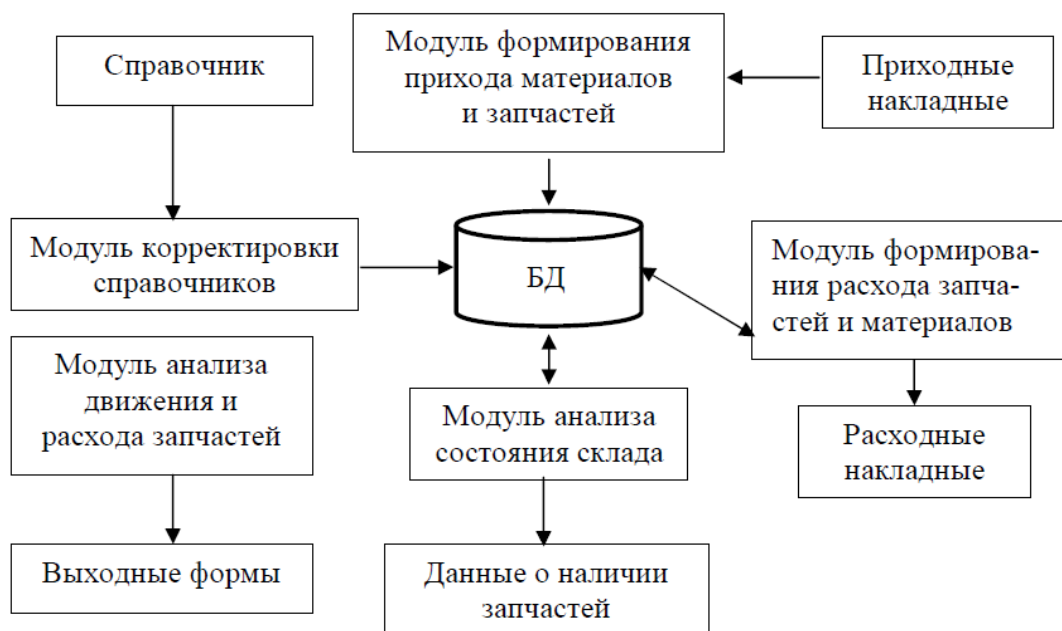 Справочник
Модуль формирования
прихода материалов
и запчастей
Приходные
накладные
Модуль корректировки
справочников
БД
Модуль формирова-
ния расхода запча-
стей и материалов
Модуль анализа
движения и
расхода запчастей
Модуль анализа
состояния склада
Расходные
накладные
Выходные формы
Данные о наличии
запчастей